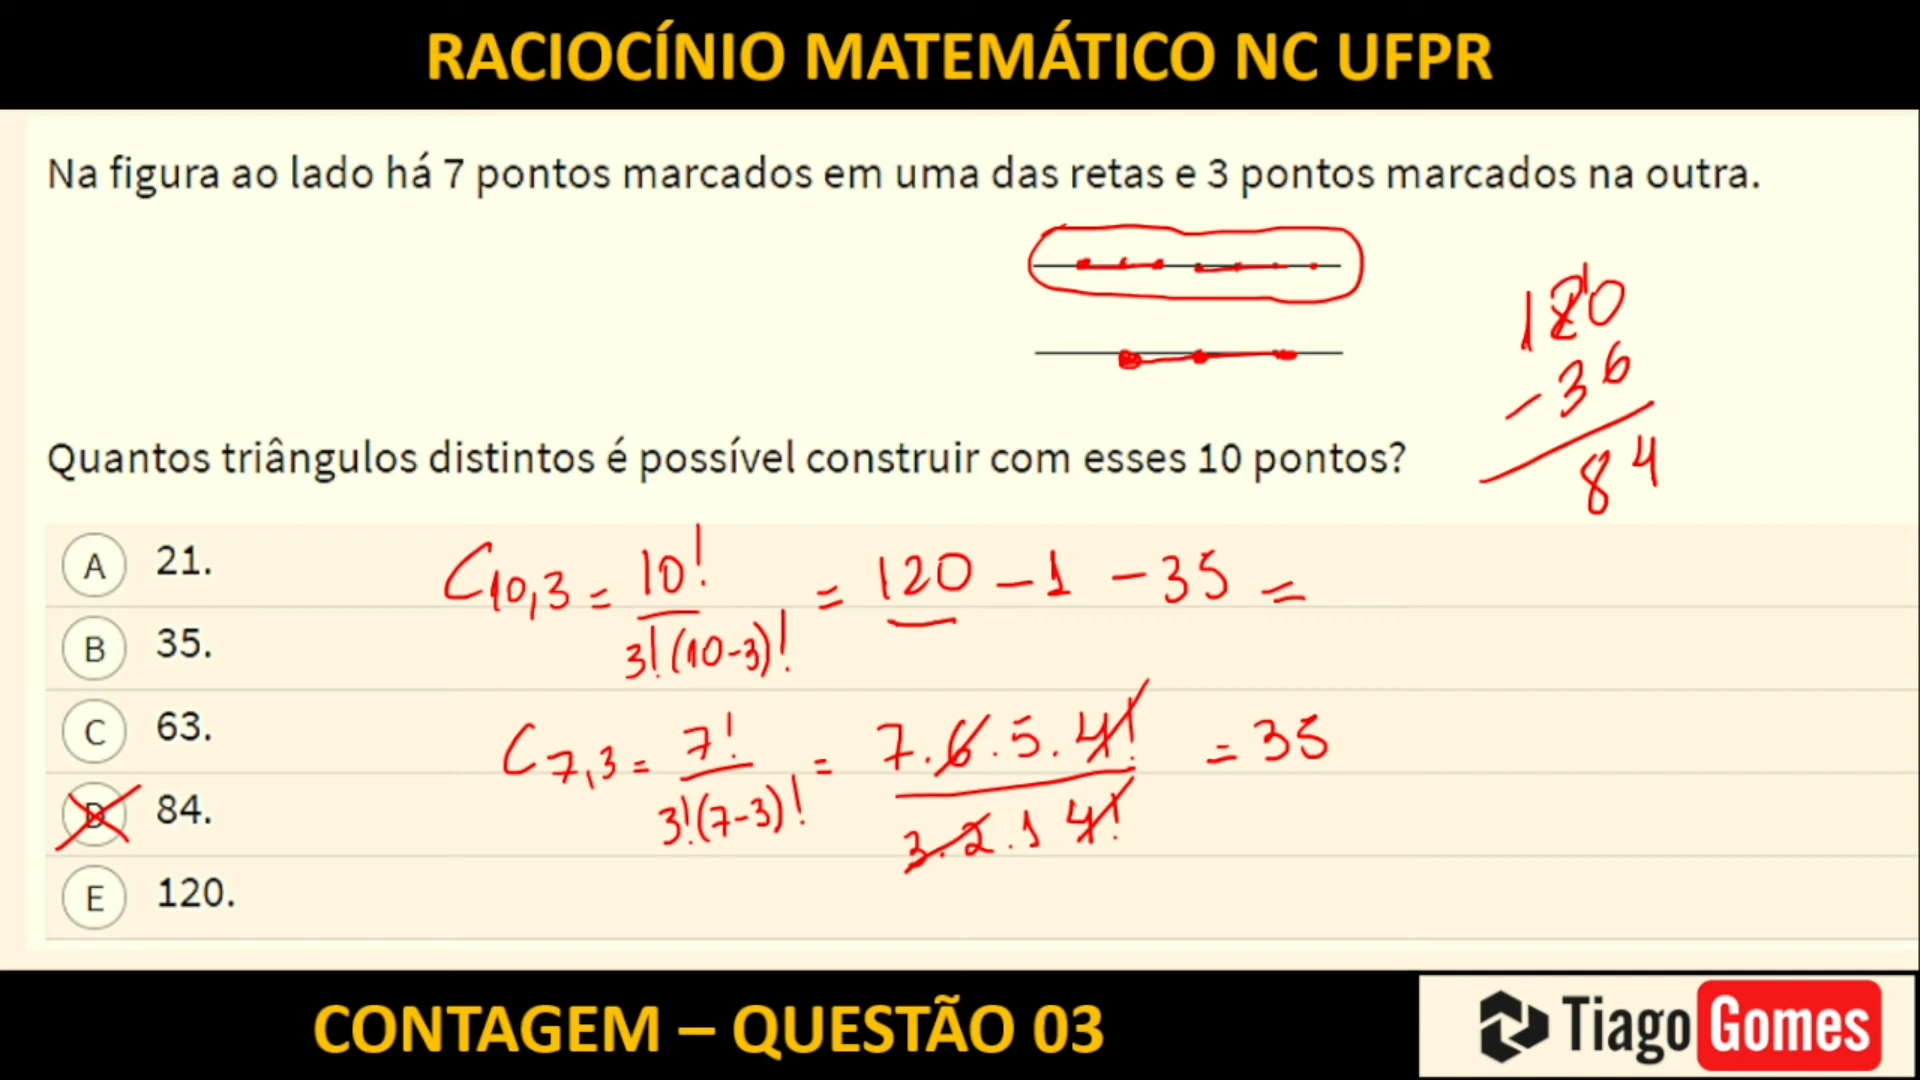 RACIOCÍNIO MATEMÁTICO NC UFPR
Na figura ao lado há 7 pontos marcados em uma das retas e 3 pontos marcados na outra.
120
- 36
84
Quantos triângulos distintos é possível construir com esses 10 pontos?
A 21.
B 35.
C 63.
D 84.
E 120.
C10,3 = 10! / 3!(10-3)! = 120 - 1 - 35 =
C7,3 = 7! / 3!(7-3)! = 7.6.5.4! / 3.2.1 4! = 35
CONTAGEM – QUESTÃO 03
Tiago Gomes